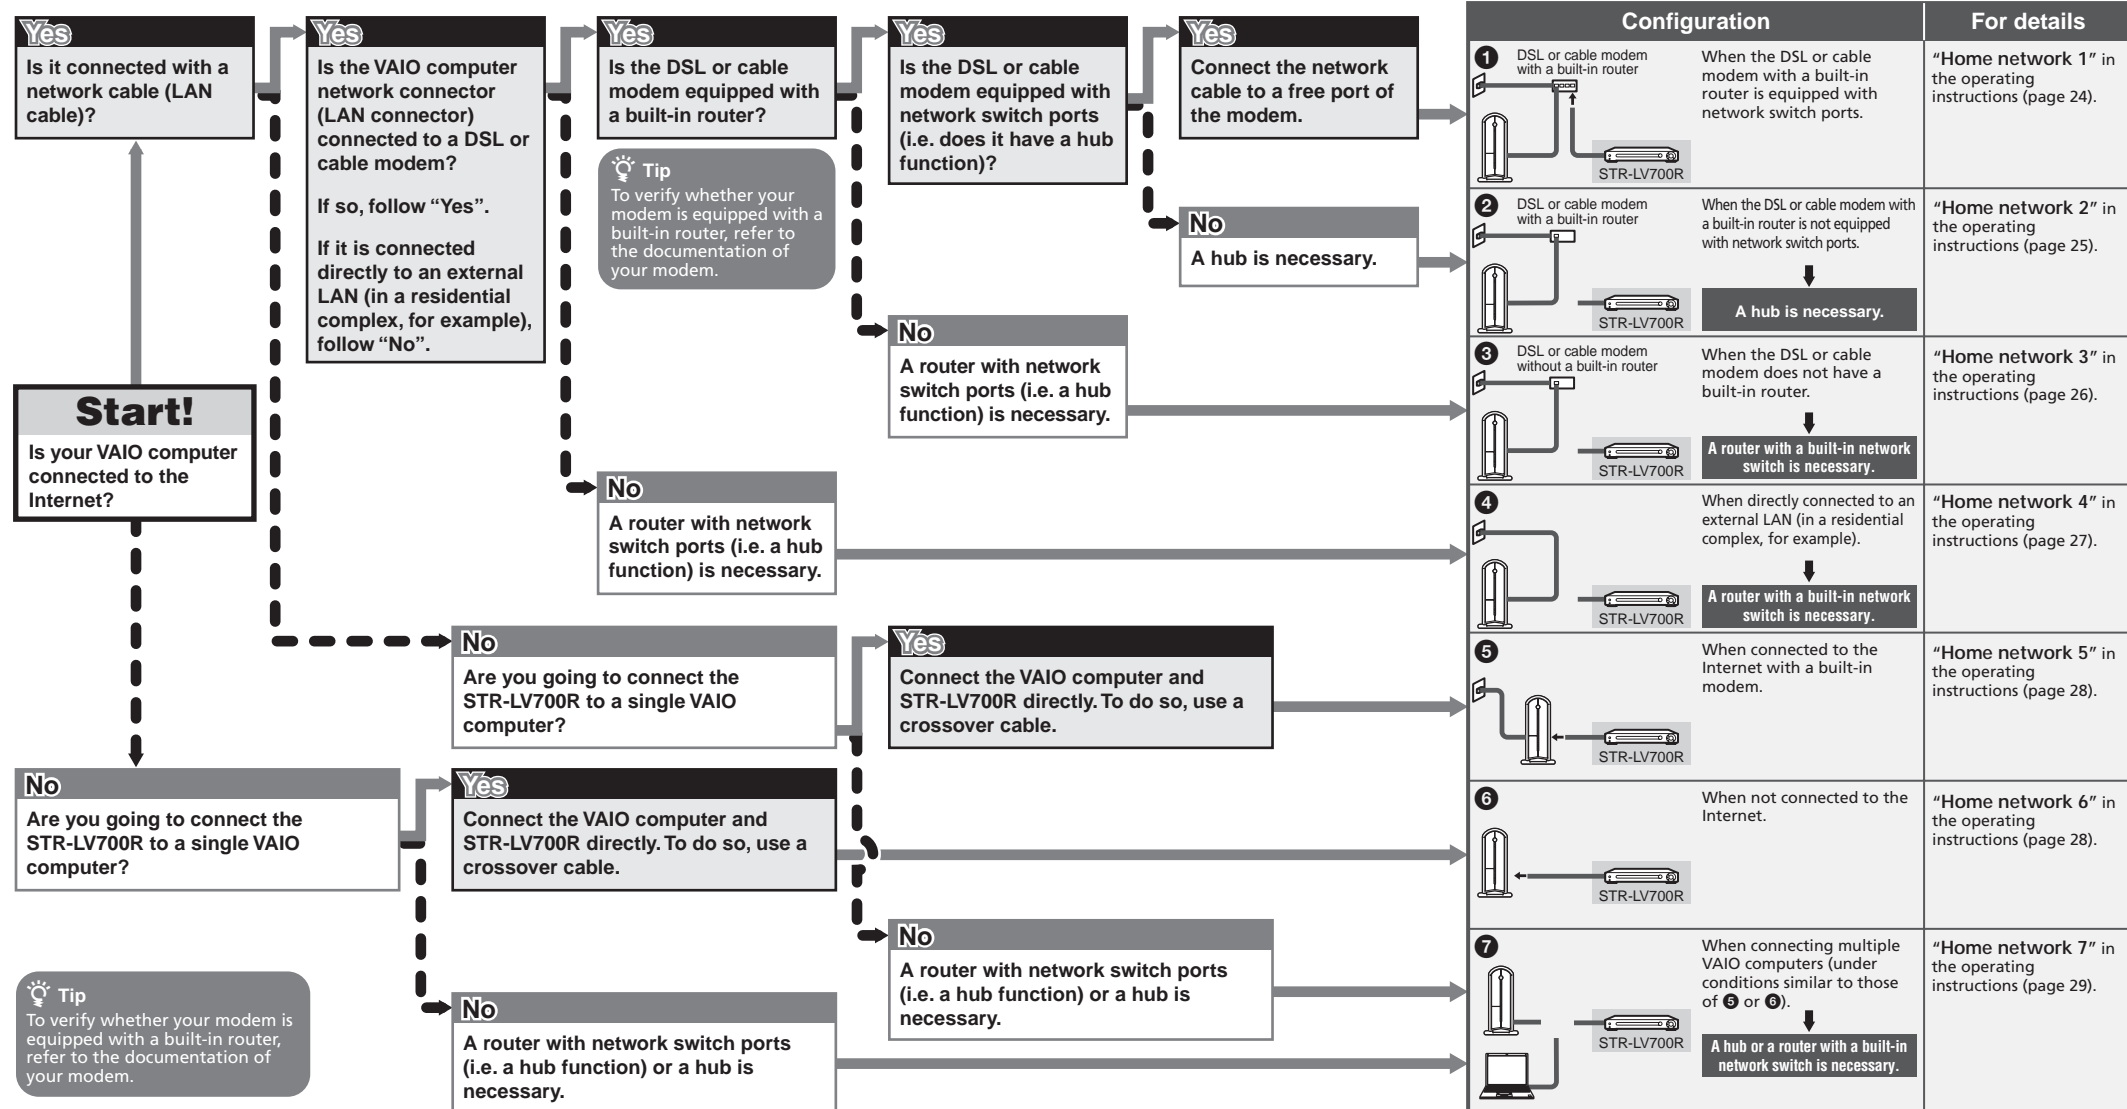 Yes
Is it connected with a
network cable (LAN
cable)?
Yes
Is the VAIO computer
network connector
(LAN connector)
connected to a DSL or
cable modem?
If so, follow “Yes”.
If it is connected
directly to an external
LAN (in a residential
complex, for example),
follow “No”.
Yes
Is the DSL or cable
modem equipped with
a built-in router?
Tip
To verify whether your
modem is equipped with a
built-in router, refer to
the documentation of
your modem.
Yes
Is the DSL or cable
modem equipped with
network switch ports
(i.e. does it have a hub
function)?
Yes
Connect the network
cable to a free port of
the modem.
No
A hub is necessary.
No
A router with network
switch ports (i.e. a hub
function) is necessary.
No
A router with network
switch ports (i.e. a hub
function) is necessary.
Start!
Is your VAIO computer
connected to the
Internet?
No
Are you going to connect the
STR-LV700R to a single VAIO
computer?
Yes
Connect the VAIO computer and
STR-LV700R directly. To do so, use a
crossover cable.
No
Are you going to connect the
STR-LV700R to a single VAIO
computer?
Yes
Connect the VAIO computer and
STR-LV700R directly. To do so, use a
crossover cable.
No
A router with network switch ports
(i.e. a hub function) or a hub is
necessary.
No
A router with network switch ports
(i.e. a hub function) or a hub is
necessary.
Tip
To verify whether your modem is
equipped with a built-in router,
refer to the documentation of
your modem.
Configuration
For details
1
DSL or cable modem
with a built-in router
STR-LV700R
When the DSL or cable
modem with a built-in
router is equipped with
network switch ports.
“Home network 1” in
the operating
instructions (page 24).
2
DSL or cable modem
with a built-in router
STR-LV700R
When the DSL or cable modem with
a built-in router is not equipped
with network switch ports.
A hub is necessary.
“Home network 2” in
the operating
instructions (page 25).
3
DSL or cable modem
without a built-in router
STR-LV700R
When the DSL or cable
modem does not have a
built-in router.
A router with a built-in network
switch is necessary.
“Home network 3” in
the operating
instructions (page 26).
4
STR-LV700R
When directly connected to an
external LAN (in a residential
complex, for example).
A router with a built-in network
switch is necessary.
“Home network 4” in
the operating
instructions (page 27).
5
STR-LV700R
When connected to the
Internet with a built-in
modem.
“Home network 5” in
the operating
instructions (page 28).
6
STR-LV700R
When not connected to the
Internet.
“Home network 6” in
the operating
instructions (page 28).
7
STR-LV700R
When connecting multiple
VAIO computers (under
conditions similar to those
of 5 or 6).
A hub or a router with a built-in
network switch is necessary.
“Home network 7” in
the operating
instructions (page 29).